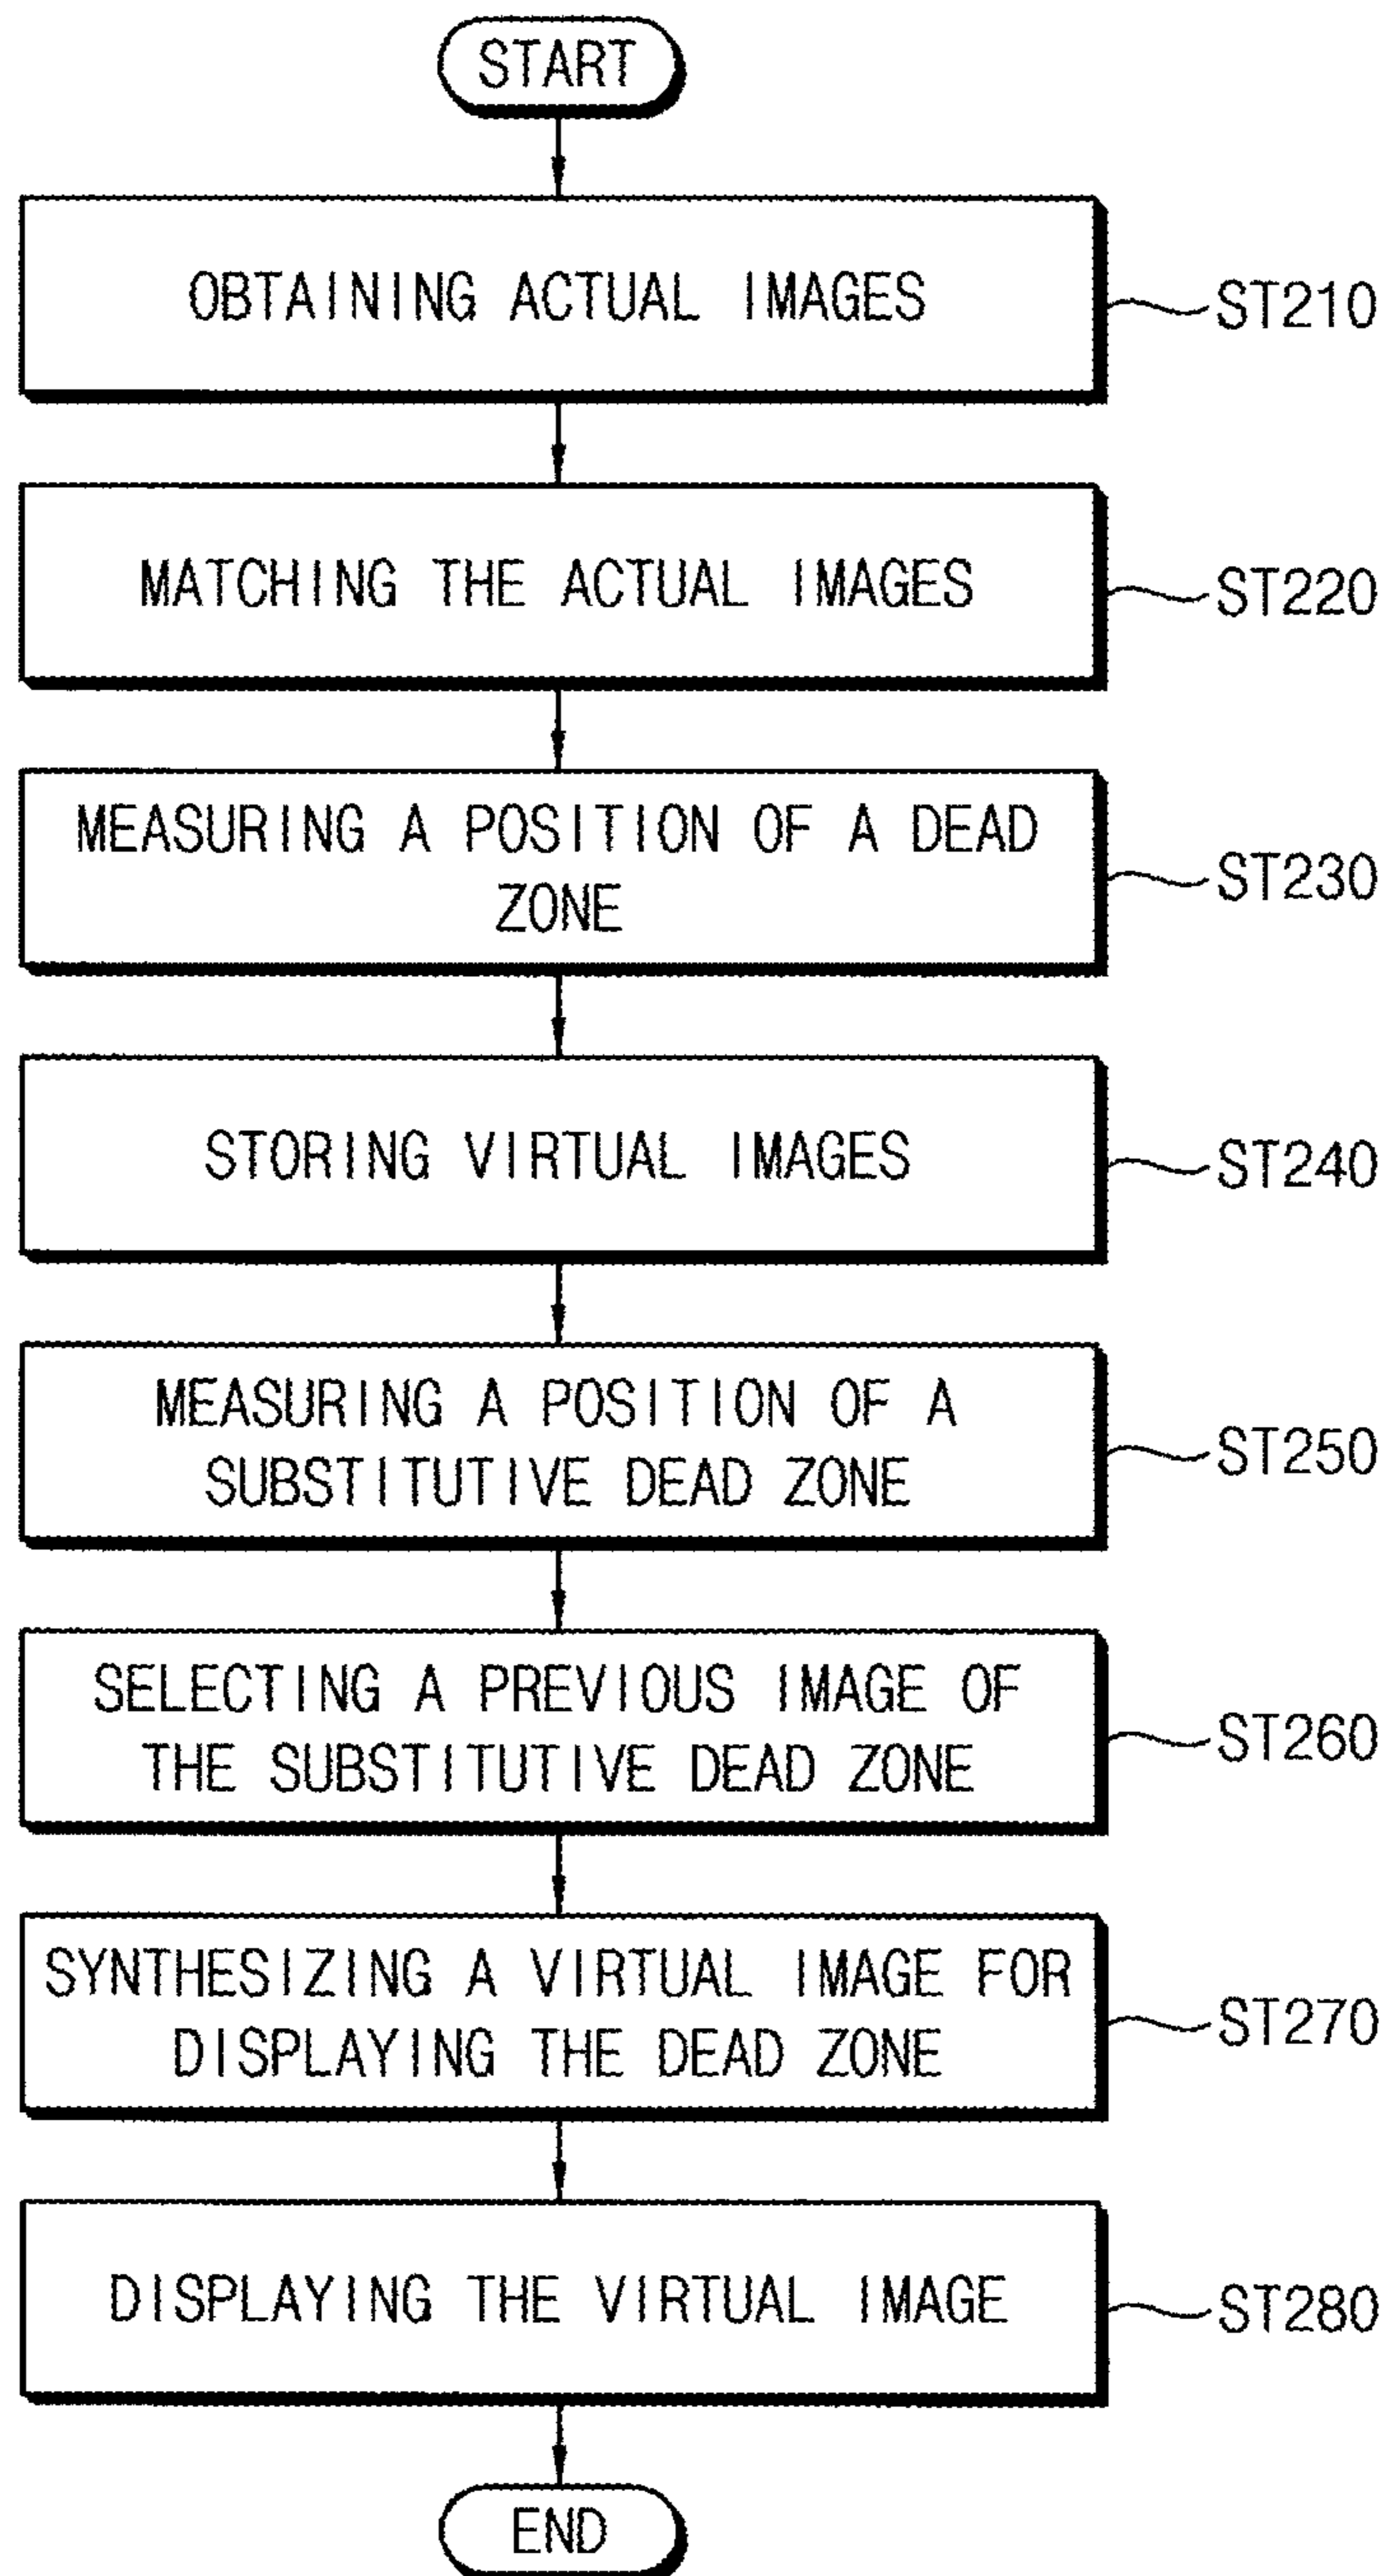 START
OBTAINING ACTUAL IMAGES
ST210
MATCHING THE ACTUAL IMAGES
ST220
MEASURING A POSITION OF A DEAD
ZONE
ST230
STORING VIRTUAL IMAGES
ST240
MEASURING A POSITION OF A
SUBSTITUTIVE DEAD ZONE
ST250
SELECTING A PREVIOUS IMAGE OF
THE SUBSTITUTIVE DEAD ZONE
ST260
SYNTHESIZING A VIRTUAL IMAGE FOR
DISPLAYING THE DEAD ZONE
ST270
DISPLAYING THE VIRTUAL IMAGE
ST280
END